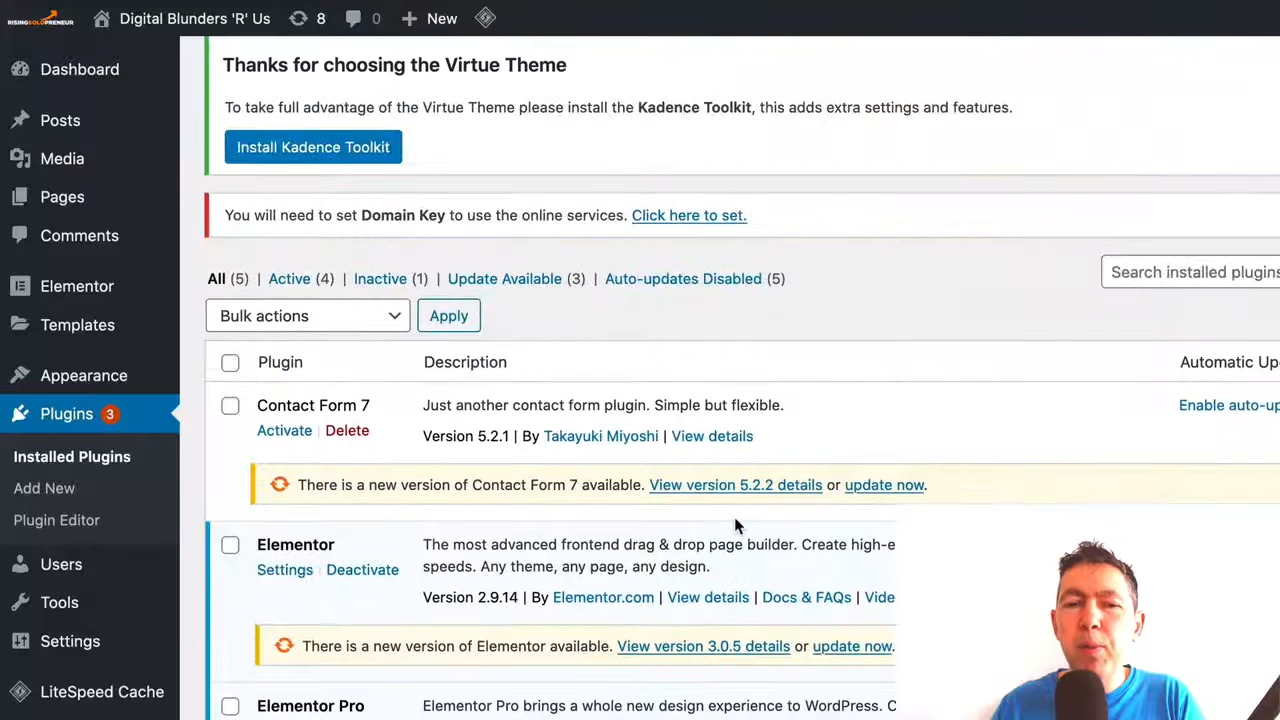 RISINGSOLOPRENEUR
Digital Blunders 'R' Us
8
0
New
Dashboard
Posts
Media
Pages
Comments
Elementor
Templates
Appearance
Plugins 3
Installed Plugins
Add New
Plugin Editor
Users
Tools
Settings
LiteSpeed Cache
Thanks for choosing the Virtue Theme
To take full advantage of the Virtue Theme please install the Kadence Toolkit, this adds extra settings and features.
Install Kadence Toolkit
You will need to set Domain Key to use the online services. Click here to set.
All (5) | Active (4) | Inactive (1) | Update Available (3) | Auto-updates Disabled (5)
Search installed plugins
Bulk actions
Apply
Plugin Description Automatic Up
Contact Form 7 Just another contact form plugin. Simple but flexible. Enable auto-up
Activate | Delete Version 5.2.1 | By Takayuki Miyoshi | View details
There is a new version of Contact Form 7 available. View version 5.2.2 details or update now.
Elementor The most advanced frontend drag & drop page builder. Create high-e
speeds. Any theme, any page, any design.
Settings Deactivate
Version 2.9.14 | By Elementor.com | View details | Docs & FAQs | Vide
There is a new version of Elementor available. View version 3.0.5 details or update now.
Elementor Pro Elementor Pro brings a whole new design experience to WordPress. C